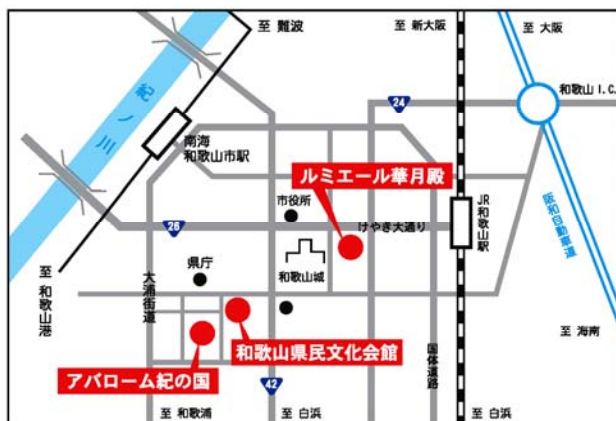 至 難波
至 新大阪
至 大阪
紀ノ川
24
和歌山 I.C.
南海
和歌山市駅
ルミエール華月殿
市役所
26
けやき大通り
JR和歌山駅
阪和自動車道
至 和歌山港
大浦街道
県庁
和歌山城
和歌山県民文化会館
国体道路
至 海南
アバローム紀の国
42
至 和歌浦
至 白浜
至 白浜